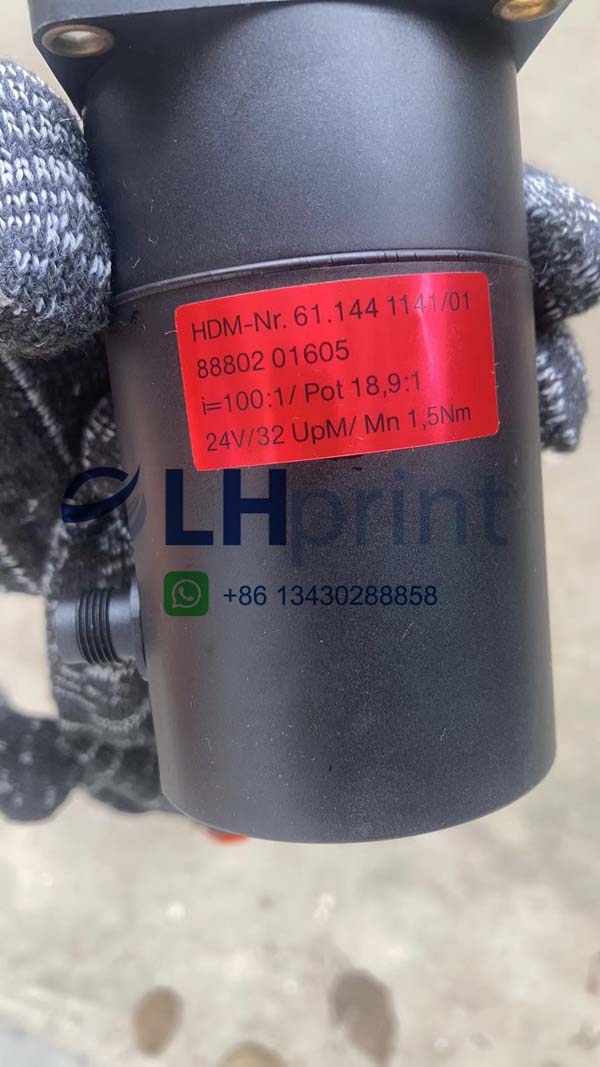 HDM-Nr. 61.144 1141/01
88802 01605
i=100:1/ Pot 18,9:1
24V/32 UpM/ Mn 1,5Nm
LHprint
+86 13430288858